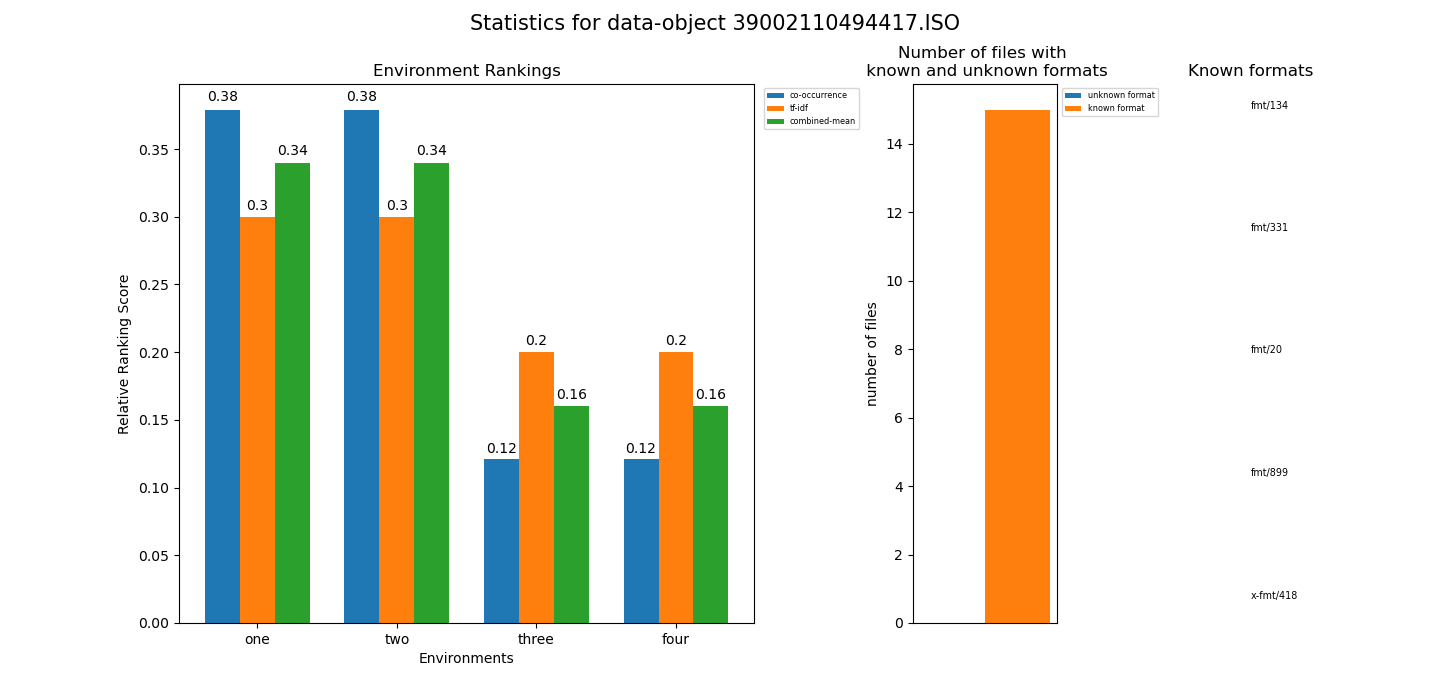 Statistics for data-object 39002110494417.ISO
Environment Rankings
0.38
0.38
0.34
0.34
0.3
0.3
0.2
0.2
0.16
0.16
0.12
0.12
0.35
0.30
0.25
0.20
0.15
0.10
0.05
0.00
Relative Ranking Score
one
two
three
four
Environments
co-occurrence
tf-idf
combined-mean
Number of files with
known and unknown formats
14
12
10
8
6
4
2
0
number of files
unknown format
known format
Known formats
fmt/134
fmt/331
fmt/20
fmt/899
x-fmt/418